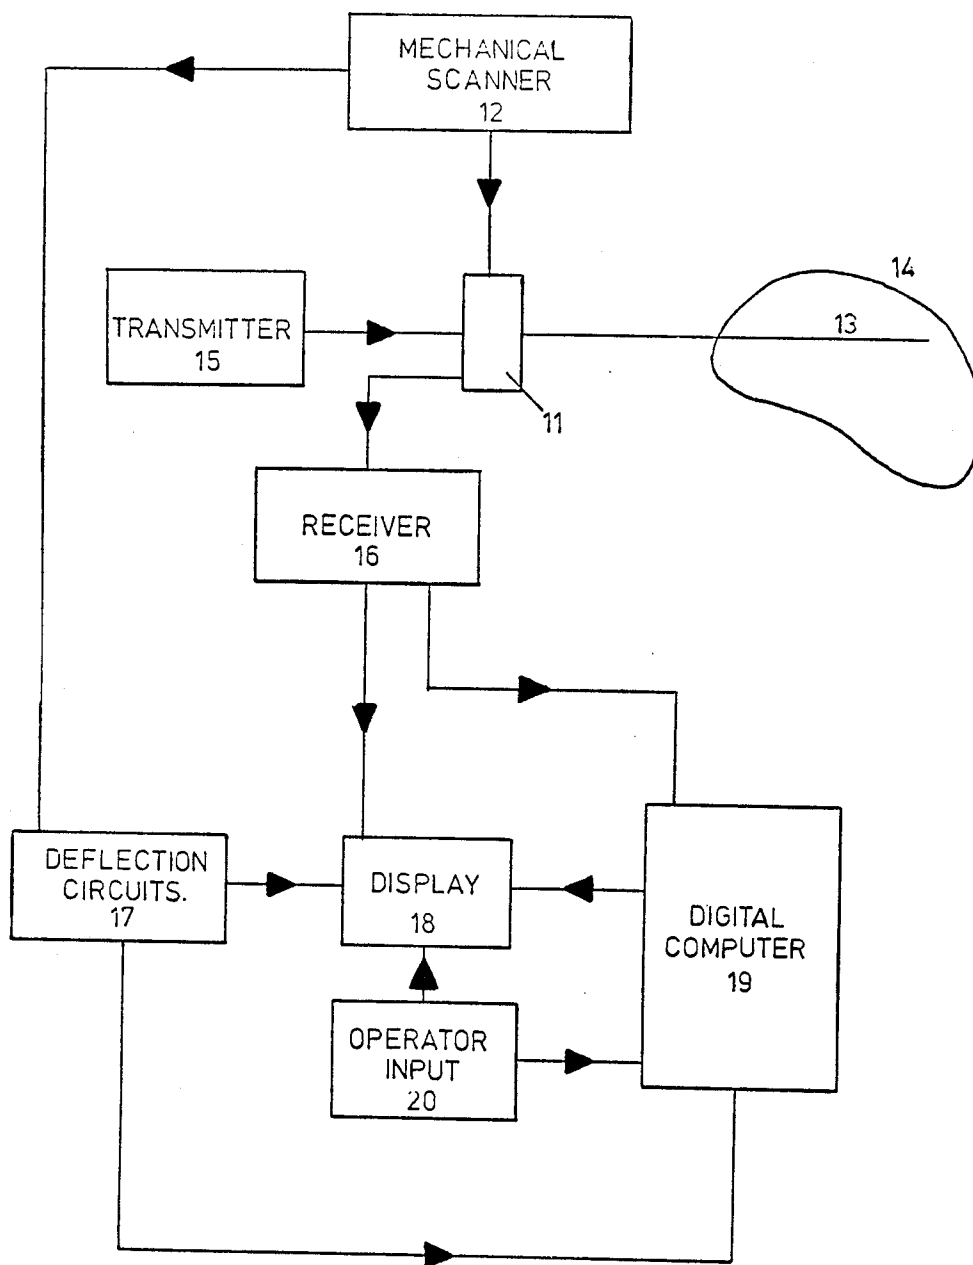 MECHANICAL
SCANNER
12
14
13
TRANSMITTER
15
11
RECEIVER
16
DEFLECTION
CIRCUITS.
17
DISPLAY
18
DIGITAL
COMPUTER
19
OPERATOR
INPUT
20